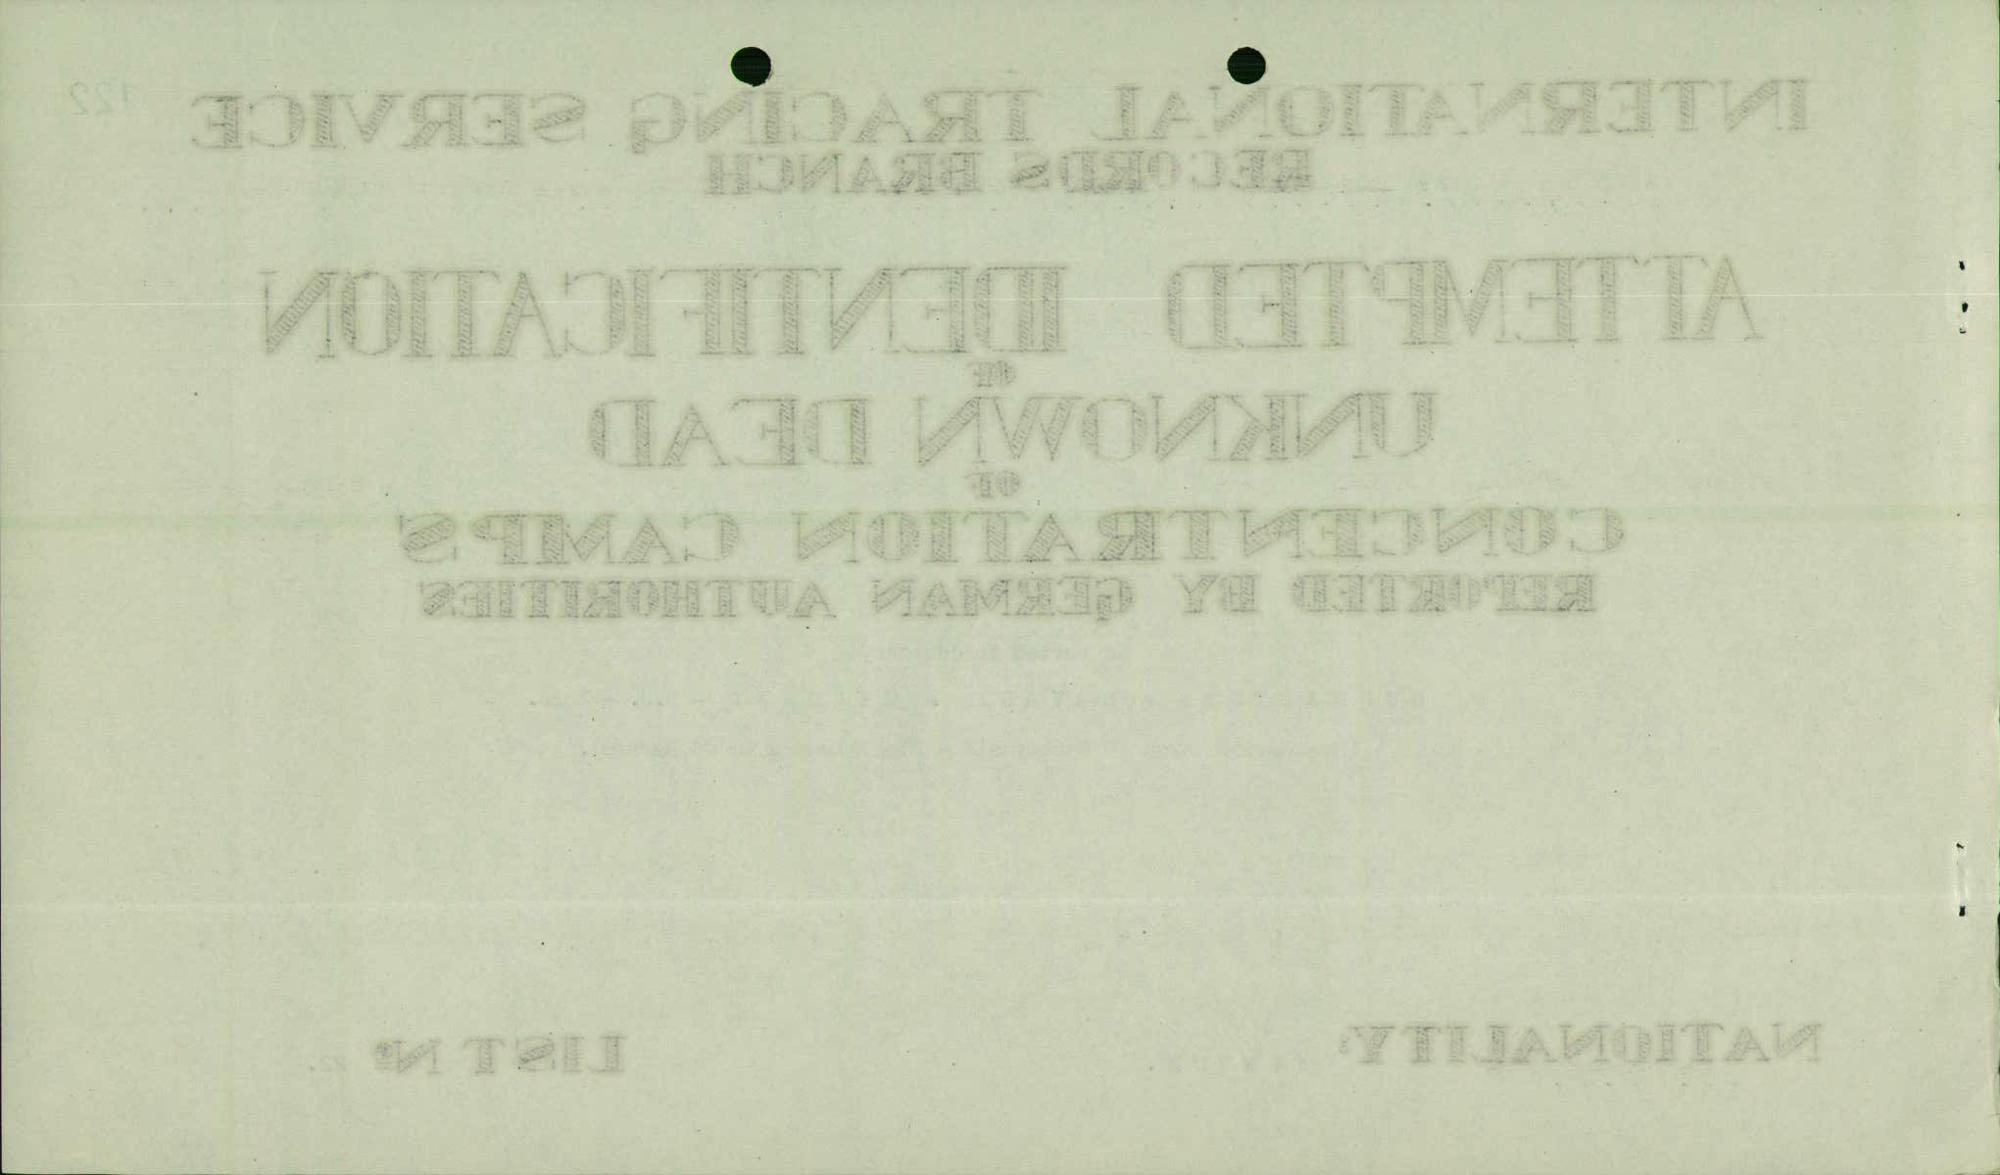 122
INTERNATIONAL TRACING SERVICE
RECORDS BRANCH
ATTEMPTED IDENTIFICATION
OF
UNKNOWN DEAD
OF
CONCENTRATION CAMPS
REPORTED BY GERMAN AUTHORITIES
NATIONALITY:
LIST Nº